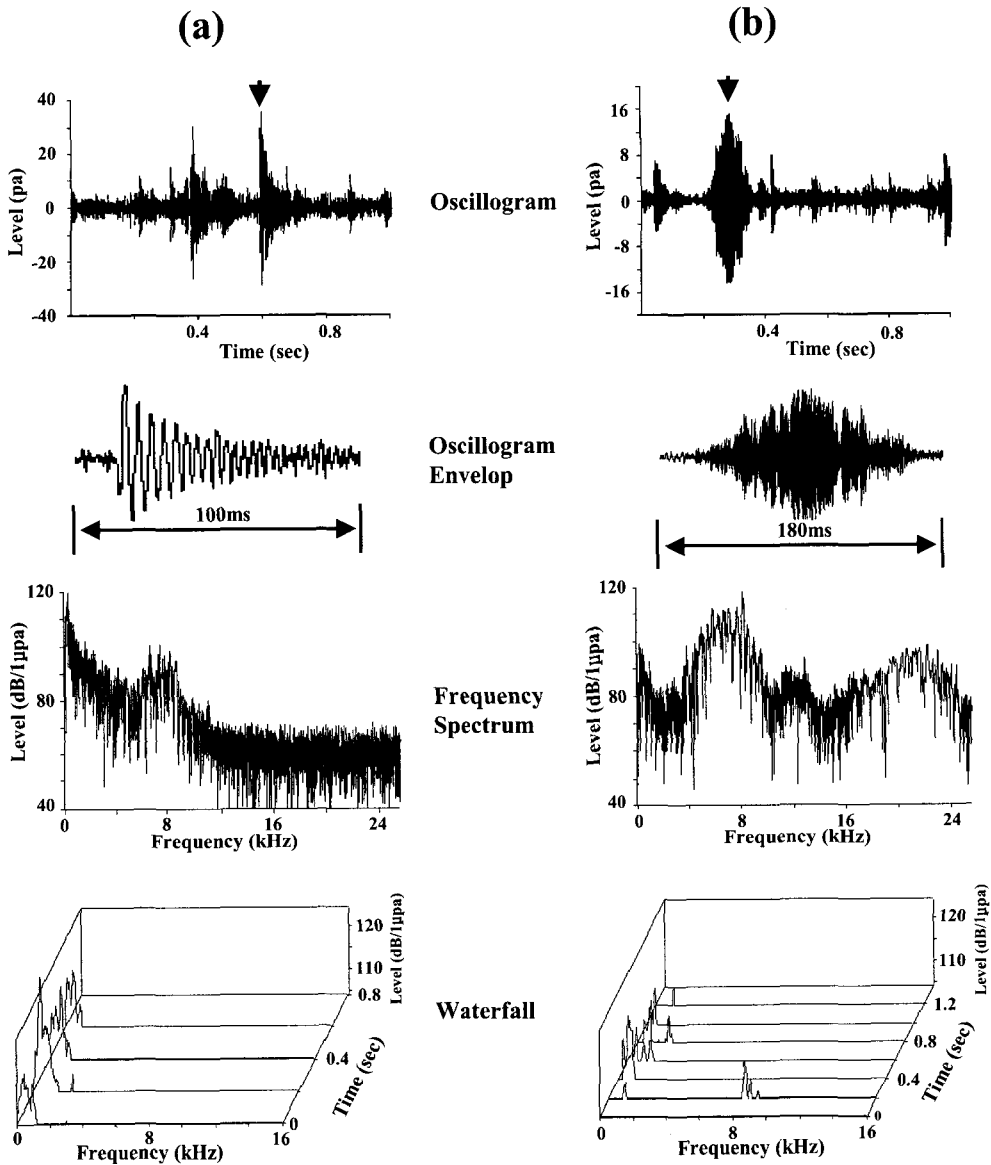 (a)
(b)
40
20
0
-20
-40
Level (pa)
0.4
0.8
Time (sec)
Oscillogram
16
8
0
-8
-16
Level (pa)
0.4
0.8
Time (sec)
100ms
Oscillogram
Envelop
180ms
120
80
40
Level (dB/1μpa)
0
8
16
24
Frequency (kHz)
Frequency
Spectrum
120
80
40
Level (dB/1μpa)
0
8
16
24
Frequency (kHz)
120
110
Level (dB/1μpa)
0.8
0.4
0
Time (sec)
0
8
16
Frequency (kHz)
Waterfall
120
110
Level (dB/1μpa)
1.2
0.8
0.4
0
Time (sec)
0
8
16
Frequency (kHz)